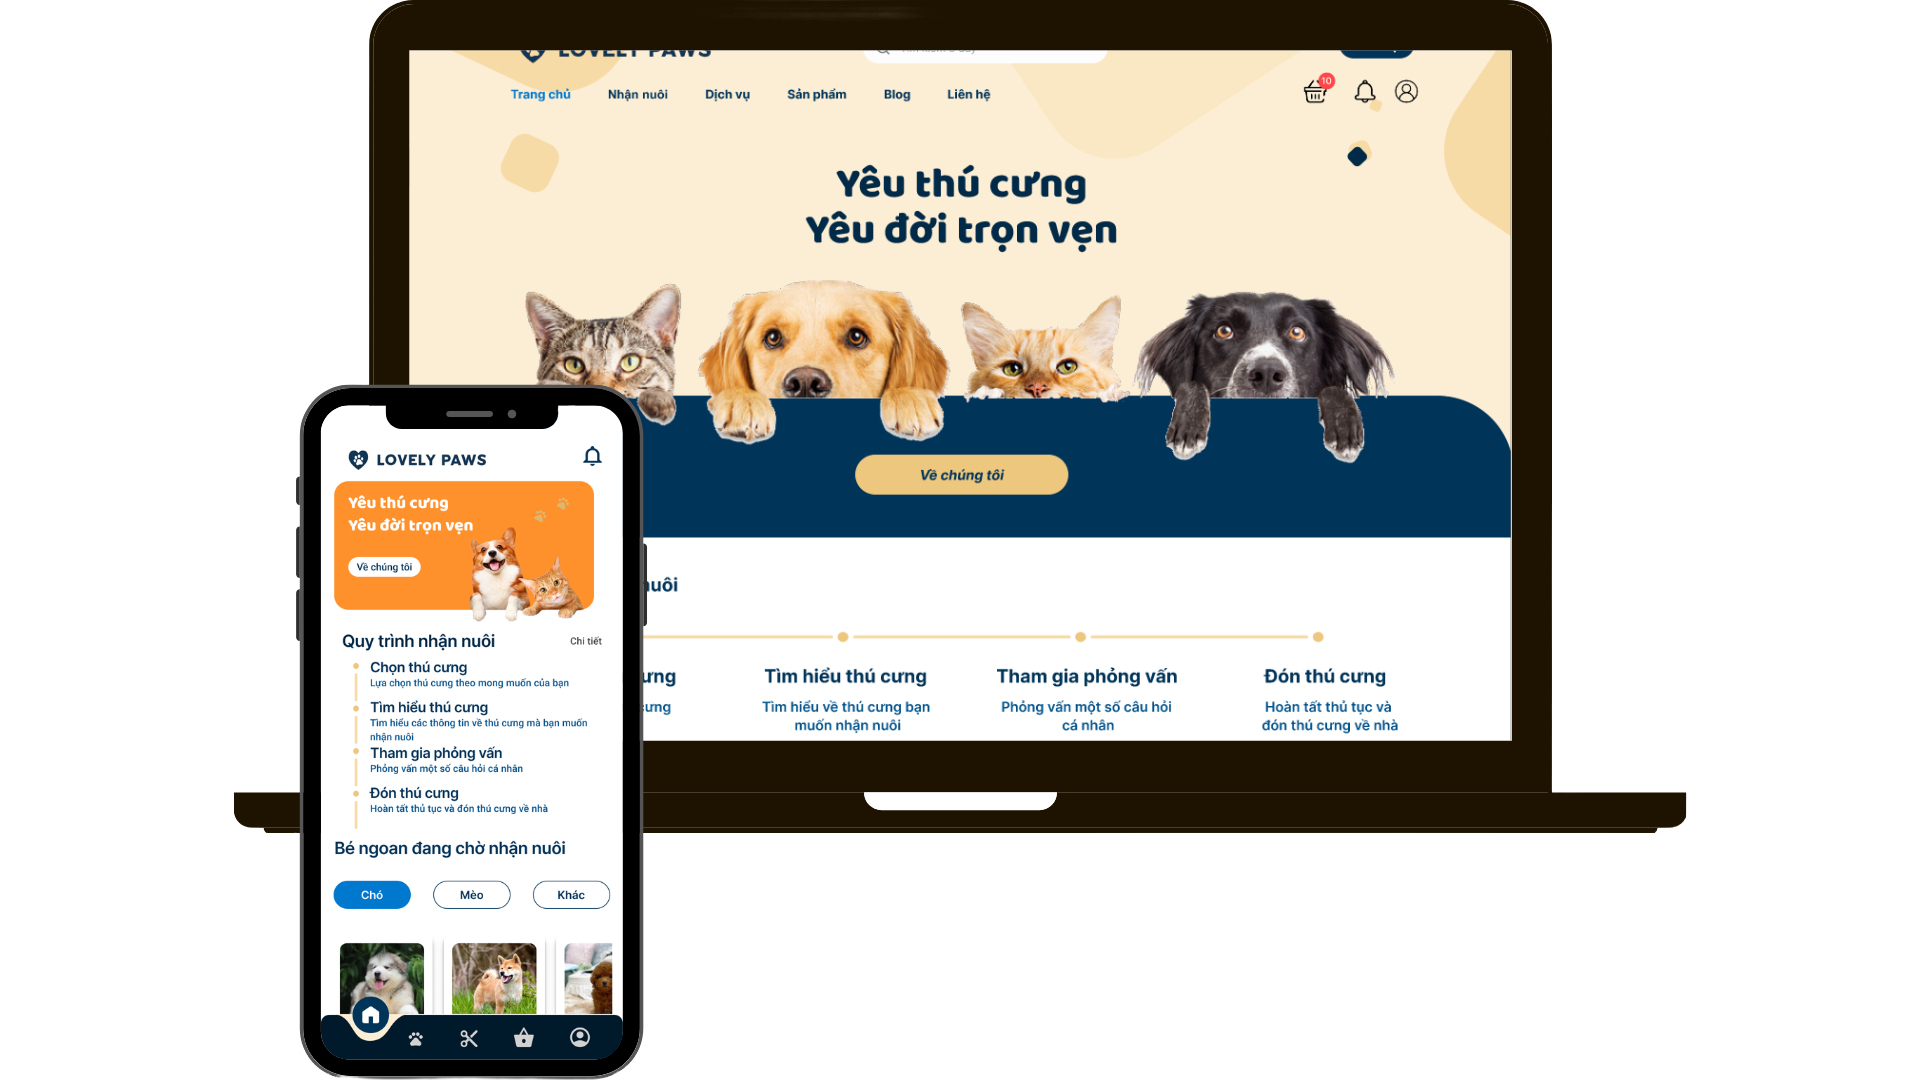 LOVELY PAWS
Trang chủ Nhận nuôi Dịch vụ Sản phẩm Blog Liên hệ
10
Yêu thú cưng
Yêu đời trọn vẹn
Về chúng tôi
nuôi
ưng
Tìm hiểu thú cưng
Tham gia phỏng vấn
Đón thú cưng
cưng
Tìm hiểu về thú cưng bạn
muốn nhận nuôi
Phỏng vấn một số câu hỏi
cá nhân
Hoàn tất thủ tục và
đón thú cưng về nhà
LOVELY PAWS
Yêu thú cưng
Yêu đời trọn vẹn
Về chúng tôi
Quy trình nhận nuôi
Chi tiết
Chọn thú cưng
Lựa chọn thú cưng theo mong muốn của bạn
Tìm hiểu thú cưng
Tìm hiểu các thông tin về thú cưng mà bạn muốn
nhận nuôi
Tham gia phỏng vấn
Phỏng vấn một số câu hỏi cá nhân
Đón thú cưng
Hoàn tất thủ tục và đón thú cưng về nhà
Bé ngoan đang chờ nhận nuôi
Chó Mèo Khác